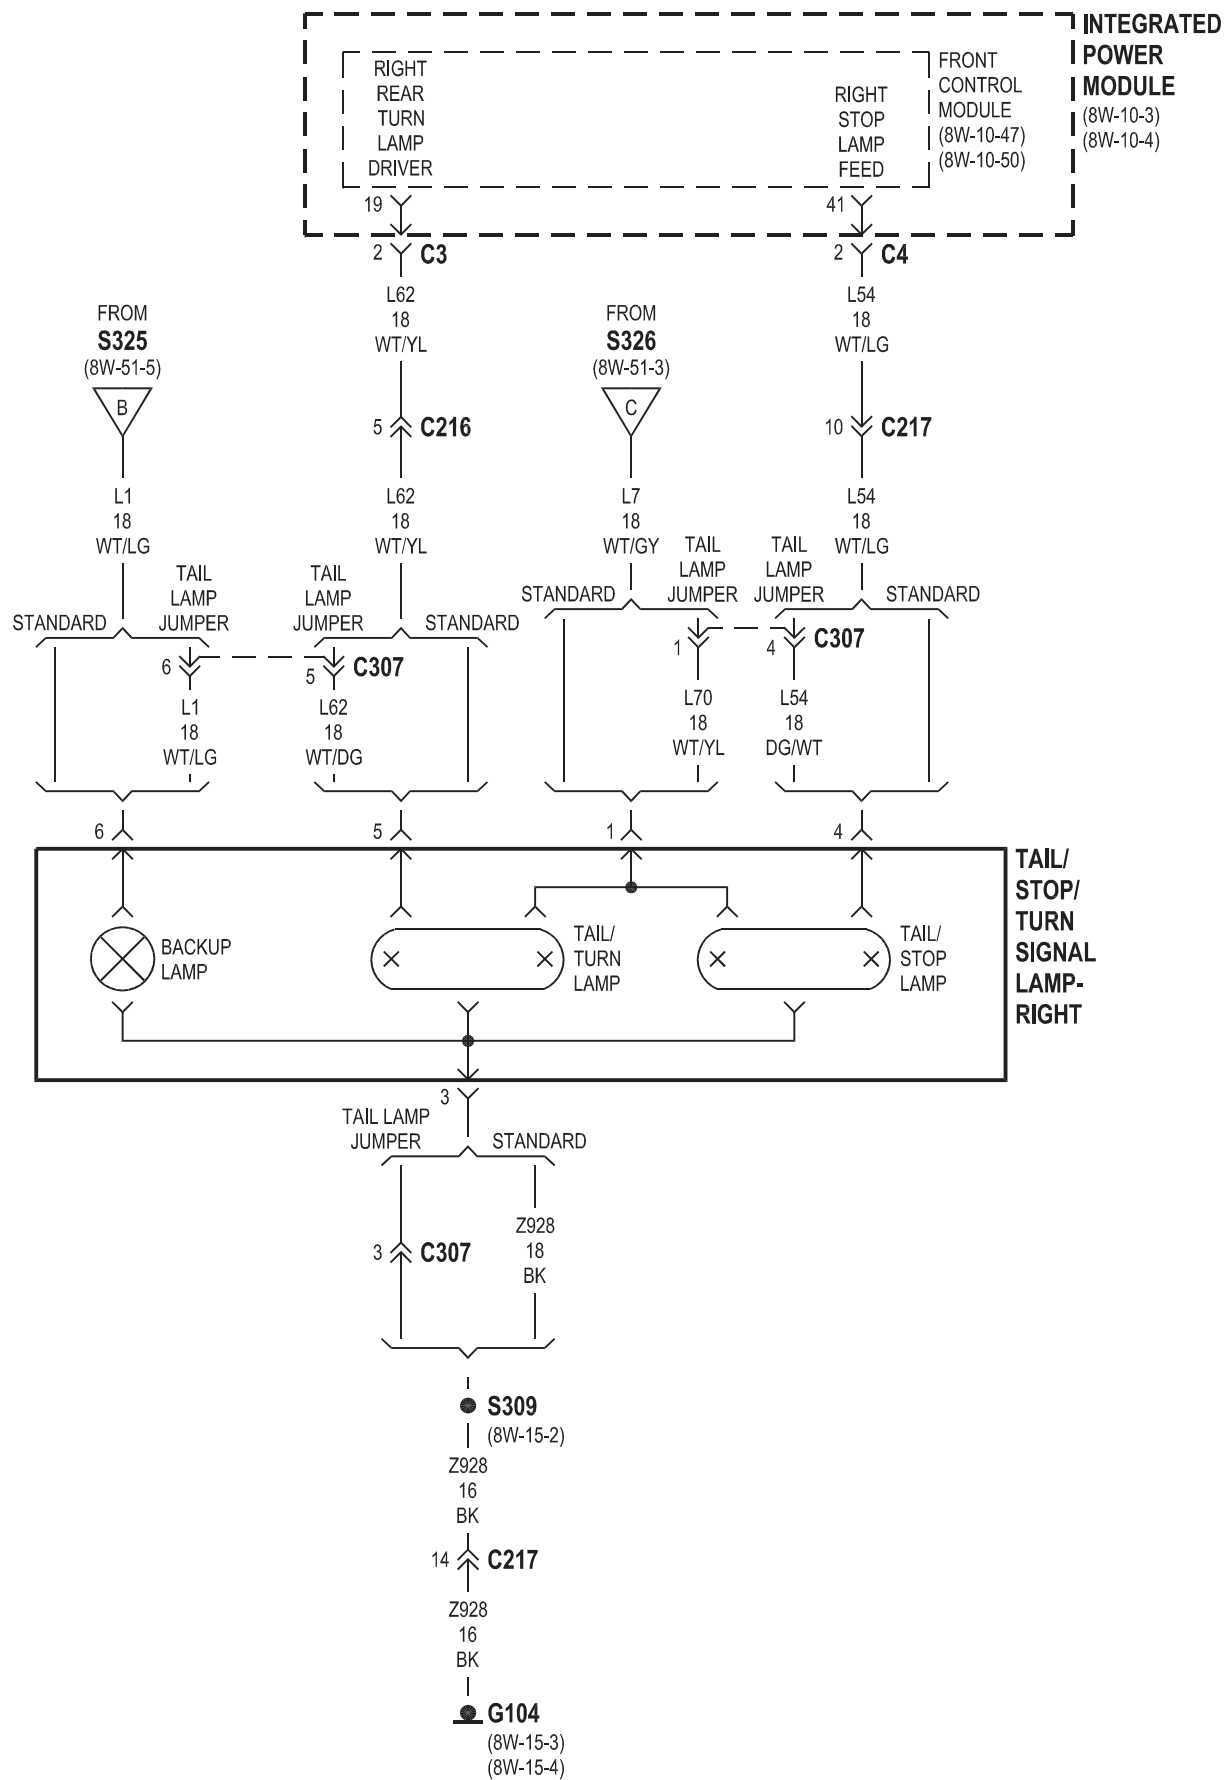 INTEGRATED
POWER
MODULE
(8W-10-3)
(8W-10-4)
FRONT
CONTROL
MODULE
(8W-10-47)
(8W-10-50)
RIGHT
REAR
TURN
LAMP
DRIVER
RIGHT
STOP
LAMP
FEED
19
41
2 C3
2 C4
L62
18
WT/YL
L54
18
WT/LG
FROM
S325
(8W-51-5)
B
FROM
S326
(8W-51-3)
C
5 C216
10 C217
L1
18
WT/LG
L62
18
WT/YL
L7
18
WT/GY
L54
18
WT/LG
STANDARD
TAIL
LAMP
JUMPER
TAIL
LAMP
JUMPER
STANDARD
STANDARD
TAIL
LAMP
JUMPER
TAIL
LAMP
JUMPER
STANDARD
6
5 C307
1
4 C307
L1
18
WT/LG
L62
18
WT/DG
L70
18
WT/YL
L54
18
DG/WT
6
5
1
4
TAIL/
STOP/
TURN
SIGNAL
LAMP-
RIGHT
BACKUP
LAMP
TAIL/
TURN
LAMP
TAIL/
STOP
LAMP
3
TAIL LAMP
JUMPER
STANDARD
3 C307
Z928
18
BK
S309
(8W-15-2)
Z928
16
BK
14 C217
Z928
16
BK
G104
(8W-15-3)
(8W-15-4)